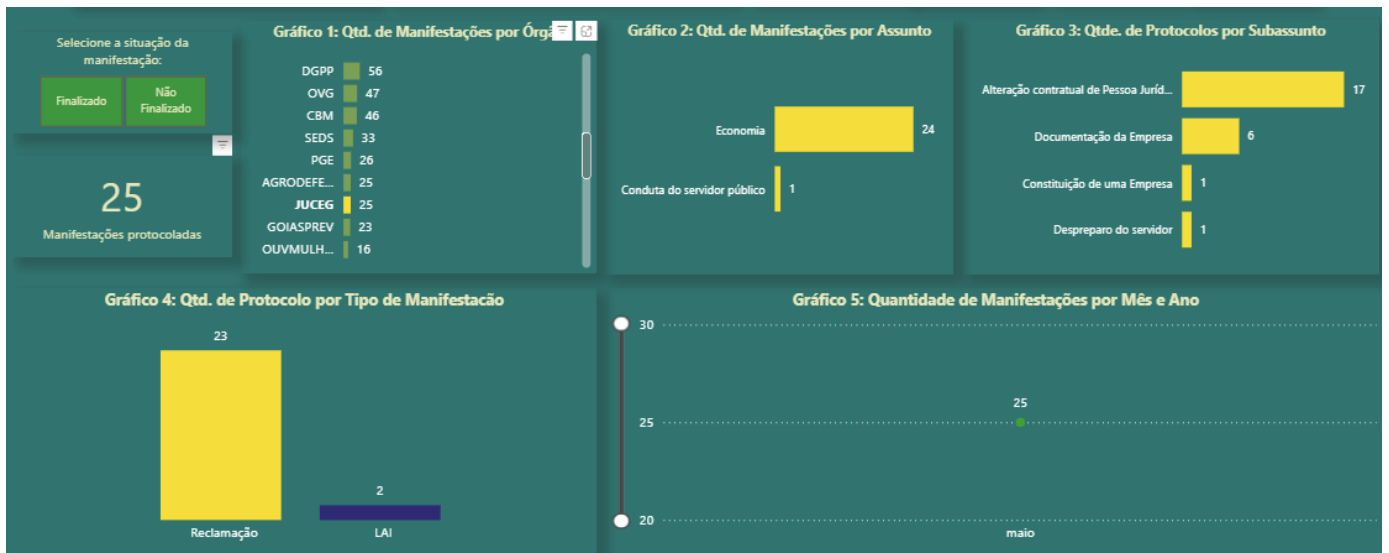 Selecione a situação da
manifestação:
Finalizado
Não
Finalizado
25
Manifestações protocoladas
Gráfico 1: Qtd. de Manifestações por Órgã
DGPP 56
OVG 47
CBM 46
SEDS 33
PGE 26
AGRODEFE... 25
JUCEG 25
GOIASPREV 23
OUVMULH... 16
Gráfico 2: Qtd. de Manifestações por Assunto
Economia 24
Conduta do servidor público 1
Gráfico 3: Qtde. de Protocolos por Subassunto
Alteração contratual de Pessoa Juríd... 17
Documentação da Empresa 6
Constituição de uma Empresa 1
Despreparo do servidor 1
Gráfico 4: Qtd. de Protocolo por Tipo de Manifestacão
23
2
Reclamação
LAI
Gráfico 5: Quantidade de Manifestações por Mês e Ano
30
25
25
20
maio